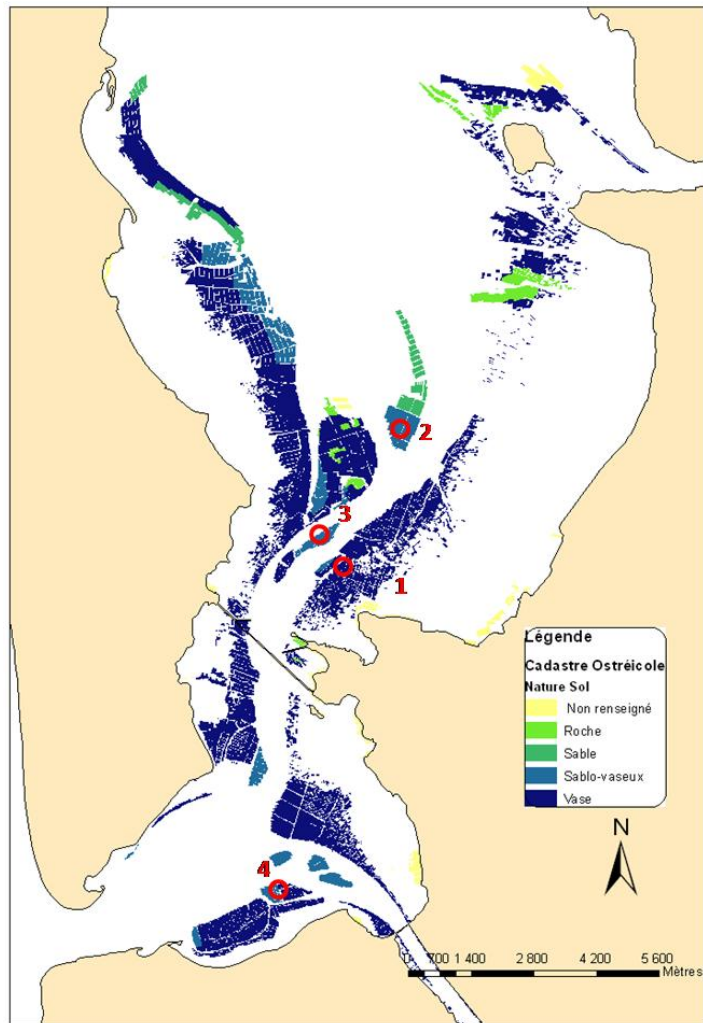 2
3
1
Légende
Cadastre Ostréicole
Nature Sol
Non renseigné
Roche
Sable
Sablo-vaseux
Vase
N
4
700 1 400 2 800 4 200 5 600
Mètres